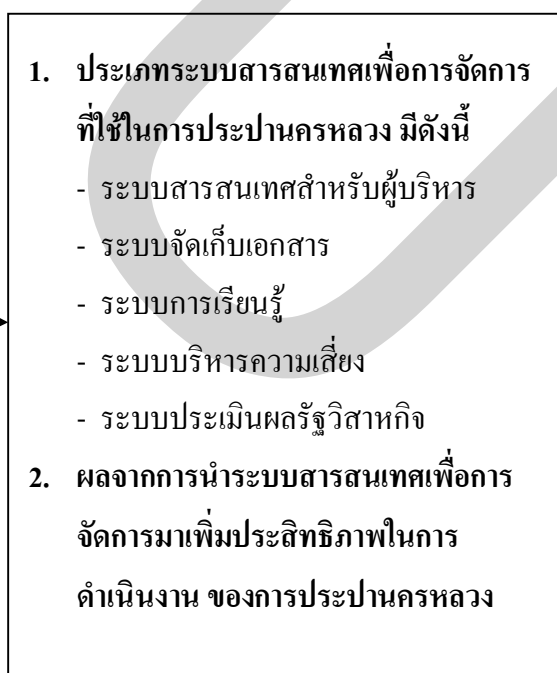 1. ประเภทระบบสารสนเทศเพื่อการจัดการ
ที่ใช้ในการประปานครหลวง มีดังนี้
- ระบบสารสนเทศสำหรับผู้บริหาร
- ระบบจัดเก็บเอกสาร
- ระบบการเรียนรู้
- ระบบบริหารความเสี่ยง
- ระบบประเมินผลรัฐวิสาหกิจ
2. ผลจากการนำระบบสารสนเทศเพื่อการ
จัดการมาเพิ่มประสิทธิภาพในการ
ดำเนินงาน ของการประปานครหลวง